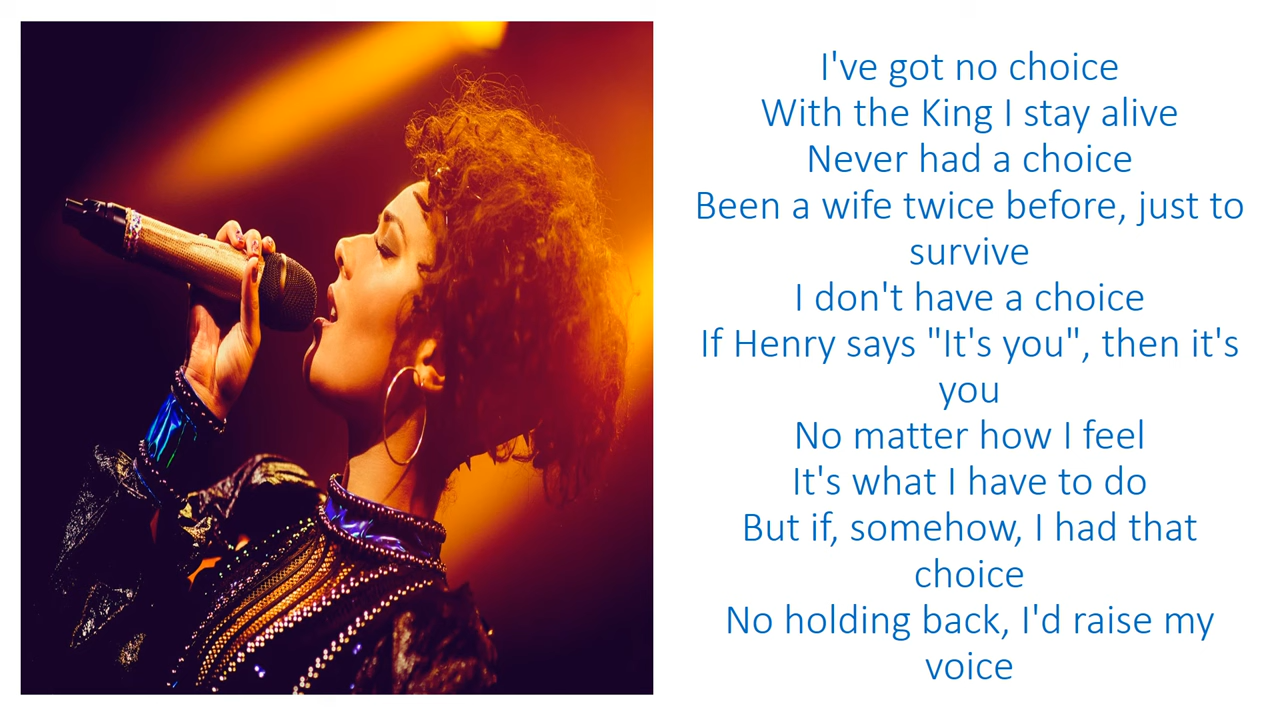 I've got no choice
With the King I stay alive
Never had a choice
Been a wife twice before, just to
survive
I don't have a choice
If Henry says "It's you", then it's
you
No matter how I feel
It's what I have to do
But if, somehow, I had that
choice
No holding back, I'd raise my
voice